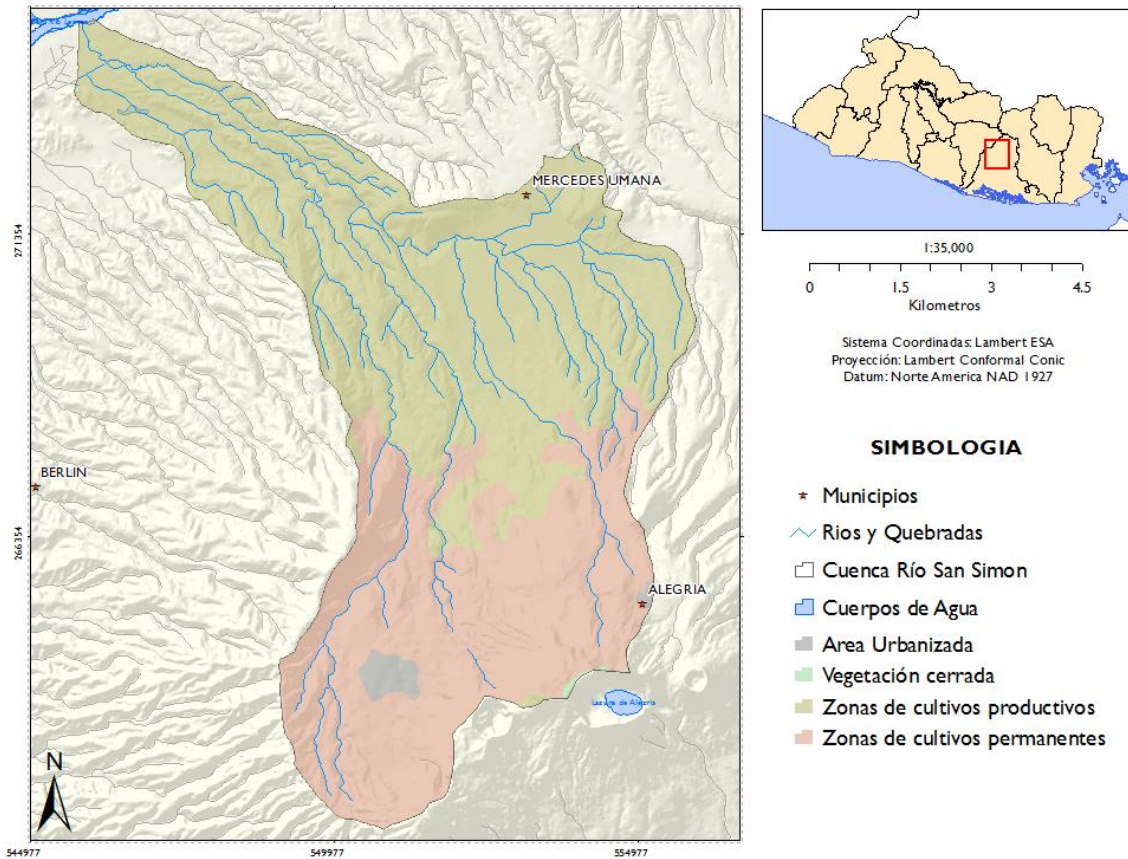 MERCEDES UMANA
BERLIN
ALEGRIA
Laguna de Alegria
N
271354
266354
544977
549977
554977
1:35,000
0 1.5 3 4.5
Kilometros
Sistema Coordinadas: Lambert ESA
Proyección: Lambert Conformal Conic
Datum: Norte America NAD 1927
SIMBOLOGIA
Municipios
Rios y Quebradas
Cuenca Río San Simon
Cuerpos de Agua
Area Urbanizada
Vegetación cerrada
Zonas de cultivos productivos
Zonas de cultivos permanentes